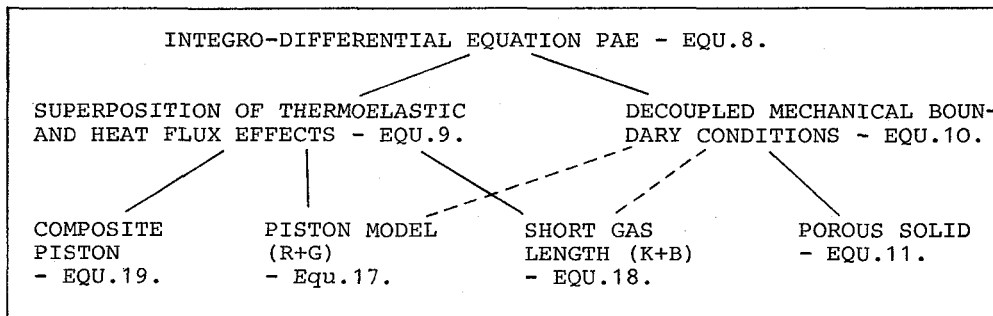 INTEGRO-DIFFERENTIAL EQUATION PAE - EQU.8.
SUPERPOSITION OF THERMOELASTIC
AND HEAT FLUX EFFECTS - EQU.9.
DECOUPLED MECHANICAL BOUN-
DARY CONDITIONS - EQU.10.
COMPOSITE
PISTON
- EQU.19.
PISTON MODEL
(R+G)
- Equ.17.
SHORT GAS
LENGTH (K+B)
- EQU.18.
POROUS SOLID
- EQU.11.